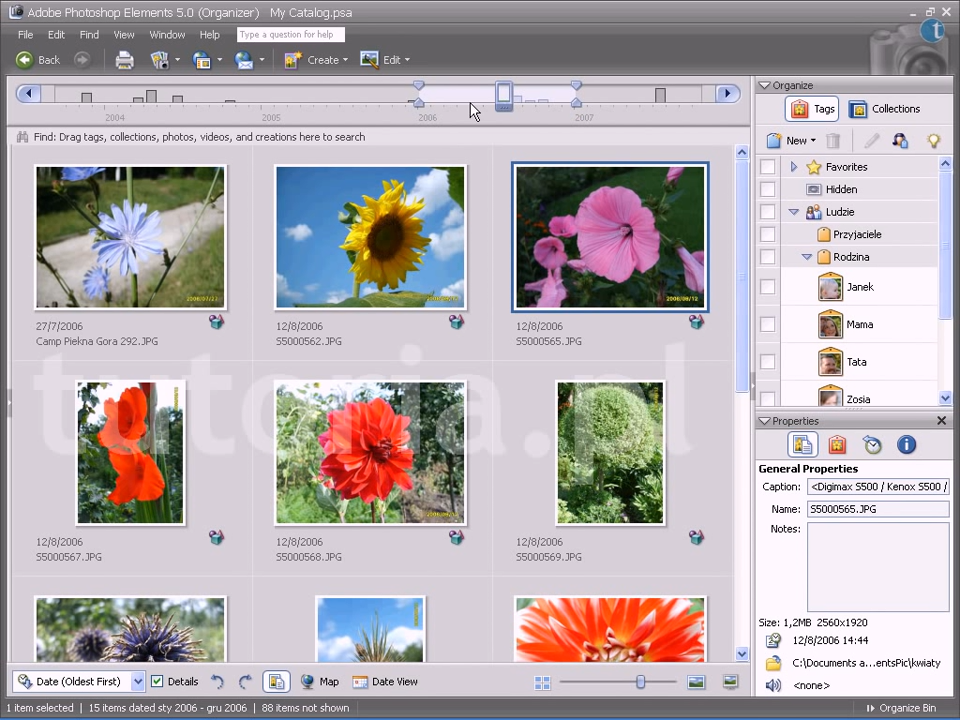 Adobe Photoshop Elements 5.0 (Organizer) My Catalog.psa
t
File Edit Find View Window Help Type a question for help
Back Create Edit
2004 2005 2006 2007
Find: Drag tags, collections, photos, videos, and creations here to search
Organize
Tags Collections
New
Favorites
Hidden
Ludzie
Przyjaciele
Rodzina
Janek
Mama
Tata
Zosia
27/7/2006
Camp Piekna Gora 292.JPG
12/8/2006
S5000562.JPG
12/8/2006
S5000565.JPG
tutoria.pl
12/8/2006
S5000567.JPG
12/8/2006
S5000568.JPG
12/8/2006
S5000569.JPG
Properties
General Properties
Caption: <Digimax S500 / Kenox S500 /
Name: S5000565.JPG
Notes:
Size: 1,2MB 2560x1920
12/8/2006 14:44
C:\Documents a...entsPic\kwiaty
<none>
Date (Oldest First) Details Map Date View
1 item selected 15 items dated sty 2006 - gru 2006 88 items not shown
Organize Bin